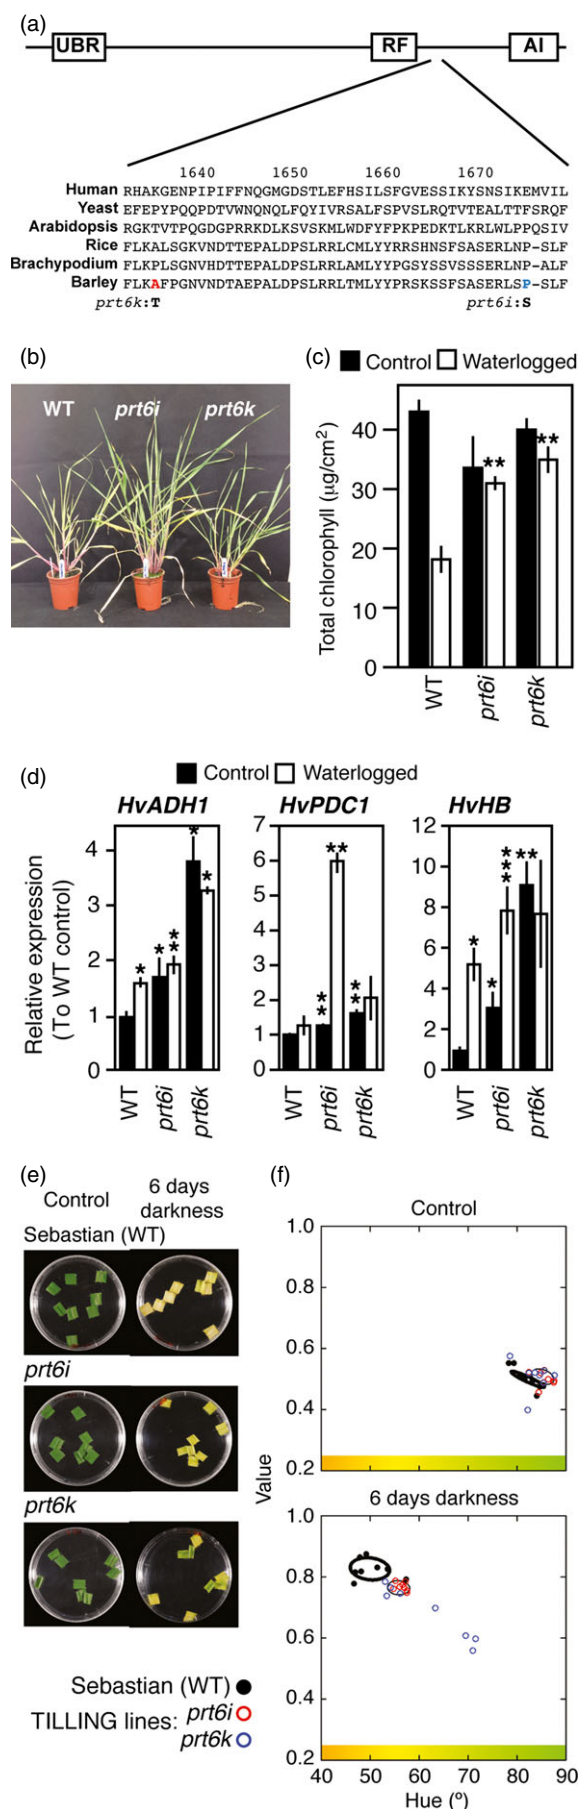 (a)
UBR RF AI
1640 1650 1660 1670
Human RHAKGENPIPIFFNQGMGDSTLEFHSILSFGVESSIKYSNSIKEMVIL
Yeast EFEPYPQQPDTVWNQNQLFQYIVRSALFSPVSLRQTVTEALTTFSRQF
Arabidopsis RGKTVTPQGDGPRRKDLKSVSKMLWDFFKPEDKTLKRLWLPPQSIV
Rice FLKALSGKVNDTTEPALDPSLRRLCMLYYPRRSHNSFSASERLNP-SLF
Brachypodium FLKPLSGNVHDTTEPALDPSLRRLAMLYYPGSYSSVSSSERLNP-ALF
Barley FLKAFPGNVNDTAEPALDPSLRRLTMLYYPRKSSFSASERLSP-SLF
prt6k:T prt6i:S
(b)
WT prt6i prt6k
(c)
Control Waterlogged
Total chlorophyll (µg/cm²)
40
30
20
10
0
** **
WT prt6i prt6k
(d)
Control Waterlogged
HvADH1 HvPDC1 HvHB
Relative expression
(To WT control)
4
3
2
1
0
* * ** * *
WT prt6i prt6k
7
6
5
4
3
2
1
0
** ** **
WT prt6i prt6k
12
10
8
6
4
2
0
* * *** **
WT prt6i prt6k
(e)
Control 6 days
darkness
Sebastian (WT)
prt6i
prt6k
Sebastian (WT)
TILLING lines: prt6i
prt6k
(f)
Control
1.0
0.8
0.6
0.4
0.2
Value
6 days darkness
1.0
0.8
0.6
0.4
0.2
40 50 60 70 80 90
Hue (º)